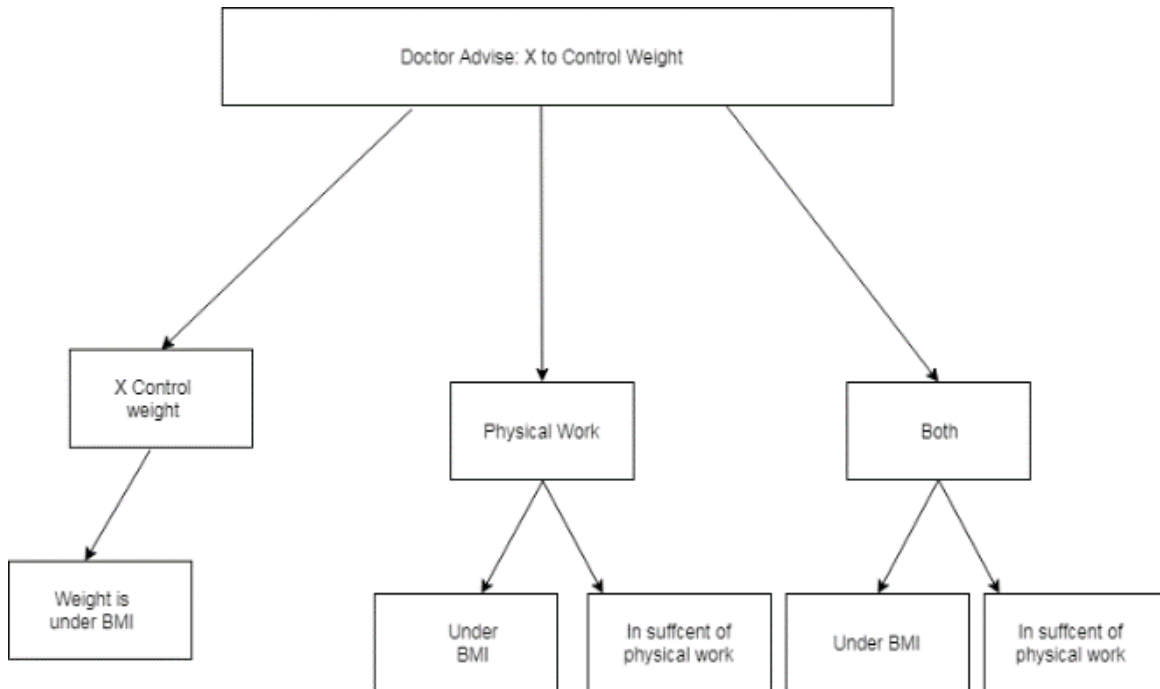 Doctor Advise: X to Control Weight
X Control
weight
Physical Work
Both
Weight is
under BMI
Under
BMI
In suffcent of
physical work
Under BMI
In suffcent of
physical work